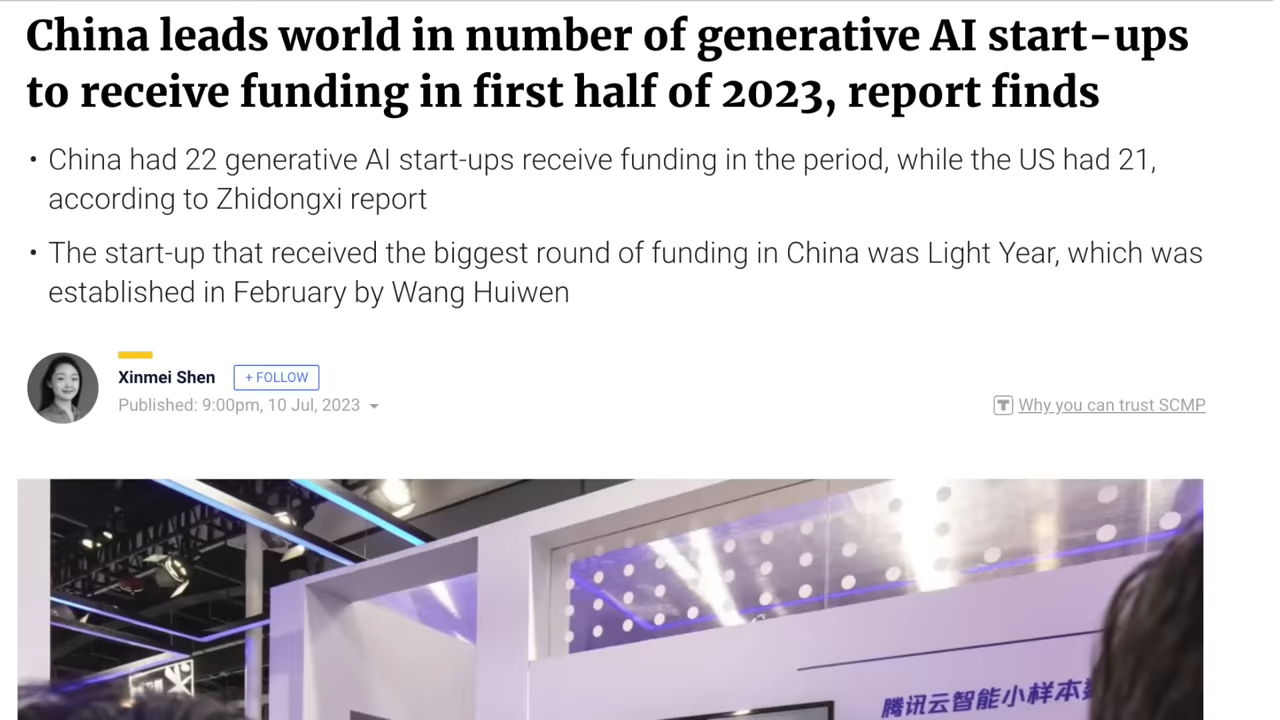 China leads world in number of generative AI start-ups
to receive funding in first half of 2023, report finds
• China had 22 generative AI start-ups receive funding in the period, while the US had 21,
according to Zhidongxi report
• The start-up that received the biggest round of funding in China was Light Year, which was
established in February by Wang Huiwen
Xinmei Shen + FOLLOW
Published: 9:00pm, 10 Jul, 2023
T Why you can trust SCMP
腾讯云智能小样本